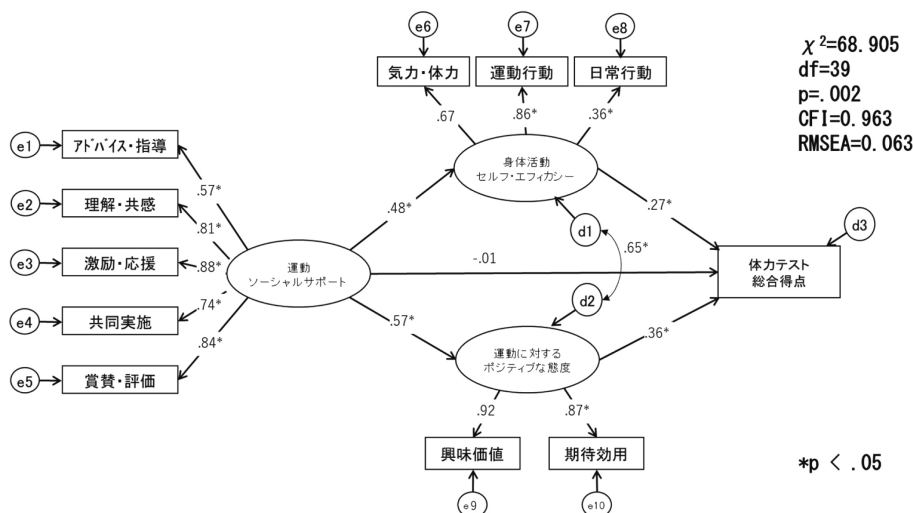 e6
e7
e8
χ²=68.905
df=39
p=.002
CFI=0.963
RMSEA=0.063
気力・体力
運動行動
日常行動
.67
.86*
.36*
e1
アドバイス・指導
身体活動
セルフ・エフィカシー
.57*
e2
理解・共感
.48*
.27*
.81*
d1
d3
e3
激励・応援
.88*
運動
ソーシャルサポート
-.01
.65*
体力テスト
総合得点
.74*
d2
e4
共同実施
.57*
.36*
.84*
運動に対する
ポジティブな態度
e5
賞賛・評価
.92
.87*
興味価値
期待効用
*p < .05
e9
e10